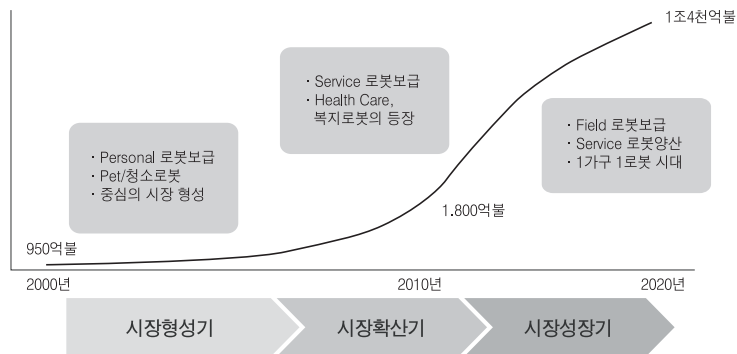 1조4천억불
· Service 로봇보급
· Health Care,
복지로봇의 등장
· Field 로봇보급
· Service 로봇양산
· 1가구 1로봇 시대
· Personal 로봇보급
· Pet/청소로봇
· 중심의 시장 형성
1.800억불
950억불
2000년
2010년
2020년
시장형성기
시장확산기
시장성장기